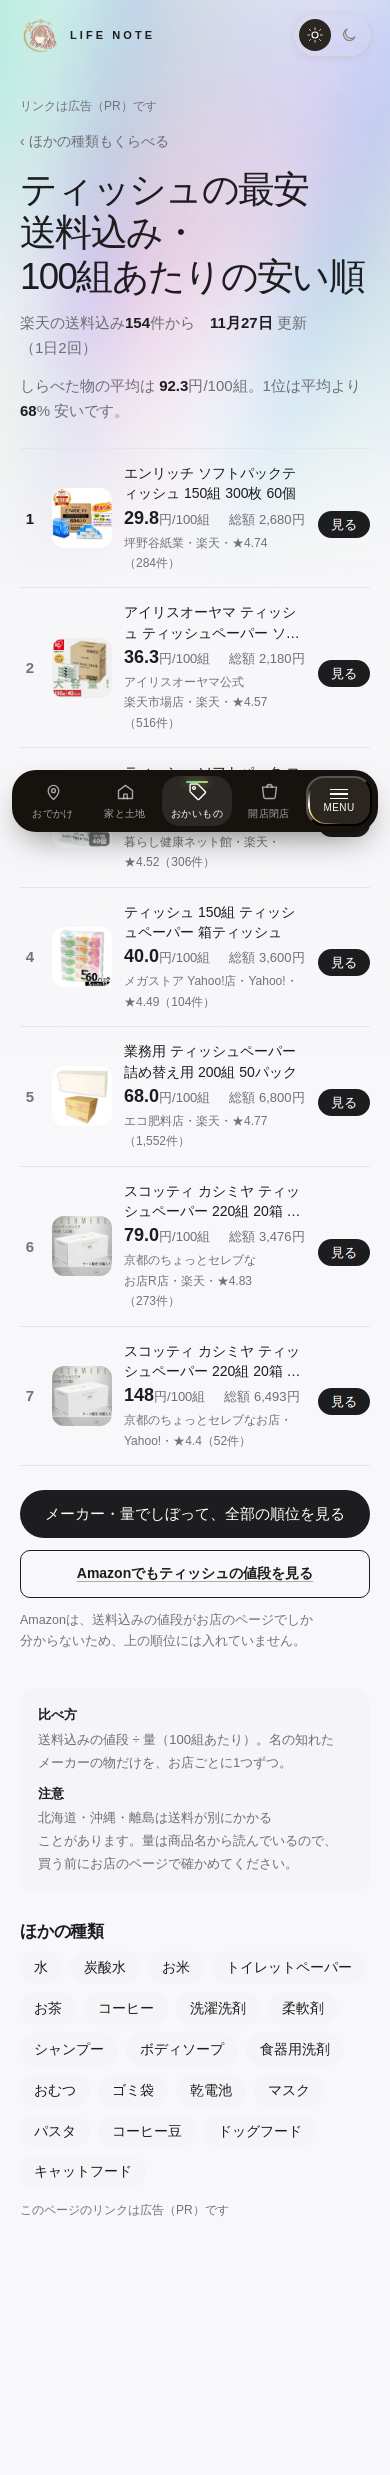 LIFE NOTE
リンクは広告（PR）です
‹ ほかの種類もくらべる
ティッシュの最安
送料込み・
100組あたりの安い順
楽天の送料込み154件から　11月27日 更新
（1日2回）
しらべた物の平均は 92.3円/100組。1位は平均より
68% 安いです。
エンリッチ ソフトパックテ
ィッシュ 150組 300枚 60個
1
29.8円/100組　総額 2,680円
見る
坪野谷紙業・楽天・★4.74
（284件）
アイリスオーヤマ ティッシ
ュ ティッシュペーパー ソ…
2
36.3円/100組　総額 2,180円
見る
アイリスオーヤマ公式
楽天市場店・楽天・★4.57
（516件）
おでかけ
家と土地
おかいもの
開店閉店
MENU
暮らし健康ネット館・楽天・
★4.52（306件）
ティッシュ 150組 ティッシ
ュペーパー 箱ティッシュ
4
40.0円/100組　総額 3,600円
見る
メガストア Yahoo!店・Yahoo!・
★4.49（104件）
業務用 ティッシュペーパー
詰め替え用 200組 50パック
5
68.0円/100組　総額 6,800円
見る
エコ肥料店・楽天・★4.77
（1,552件）
スコッティ カシミヤ ティッ
シュペーパー 220組 20箱 …
6
79.0円/100組　総額 3,476円
見る
京都のちょっとセレブな
お店R店・楽天・★4.83
（273件）
スコッティ カシミヤ ティッ
シュペーパー 220組 20箱 …
7
148円/100組　総額 6,493円
見る
京都のちょっとセレブなお店・
Yahoo!・★4.4（52件）
メーカー・量でしぼって、全部の順位を見る
Amazonでもティッシュの値段を見る
Amazonは、送料込みの値段がお店のページでしか
分からないため、上の順位には入れていません。
比べ方
送料込みの値段 ÷ 量（100組あたり）。名の知れた
メーカーの物だけを、お店ごとに1つずつ。
注意
北海道・沖縄・離島は送料が別にかかる
ことがあります。量は商品名から読んでいるので、
買う前にお店のページで確かめてください。
ほかの種類
水　炭酸水　お米　トイレットペーパー
お茶　コーヒー　洗濯洗剤　柔軟剤
シャンプー　ボディソープ　食器用洗剤
おむつ　ゴミ袋　乾電池　マスク
パスタ　コーヒー豆　ドッグフード
キャットフード
このページのリンクは広告（PR）です